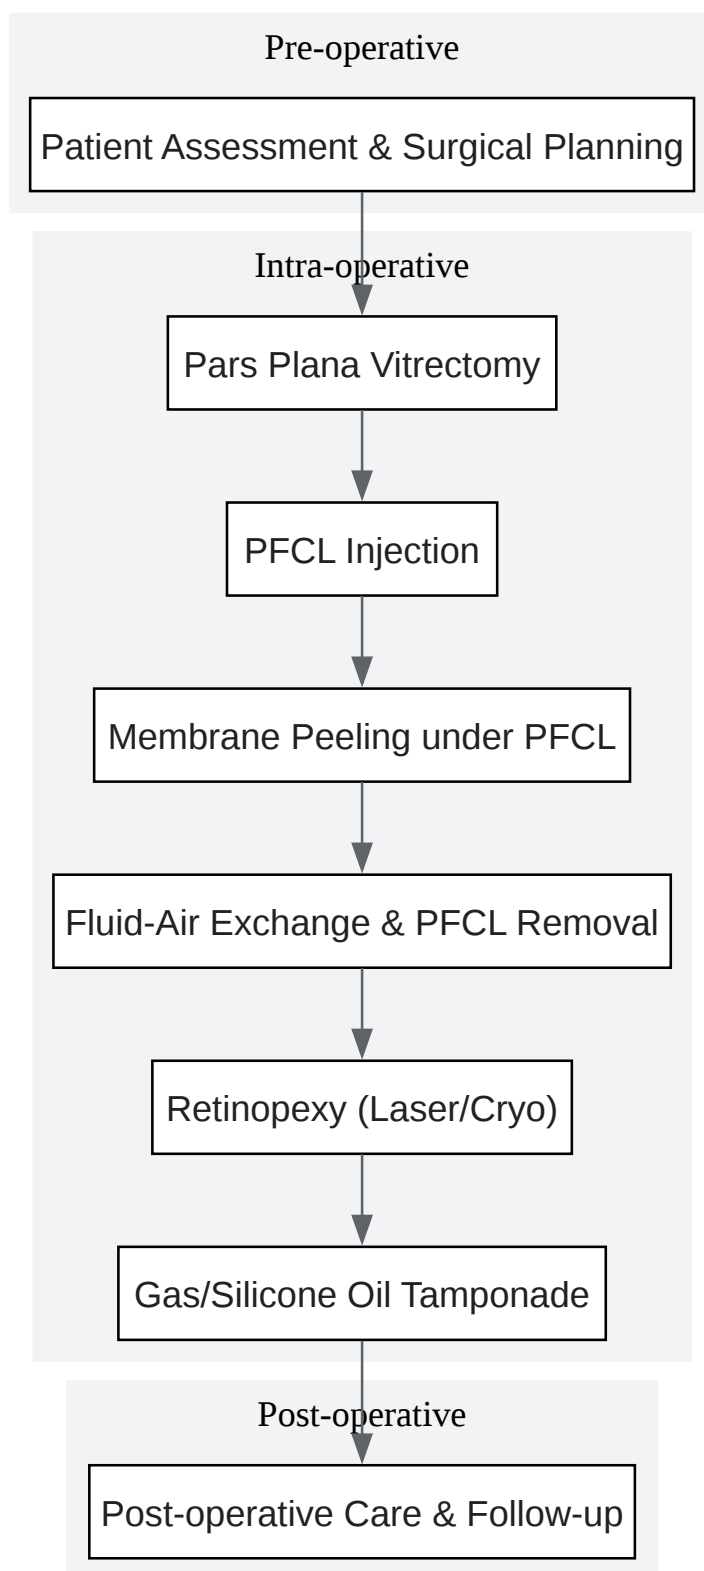 Pre-operative
Patient Assessment & Surgical Planning
Intra-operative
Pars Plana Vitrectomy
PFCL Injection
Membrane Peeling under PFCL
Fluid-Air Exchange & PFCL Removal
Retinopexy (Laser/Cryo)
Gas/Silicone Oil Tamponade
Post-operative
Post-operative Care & Follow-up